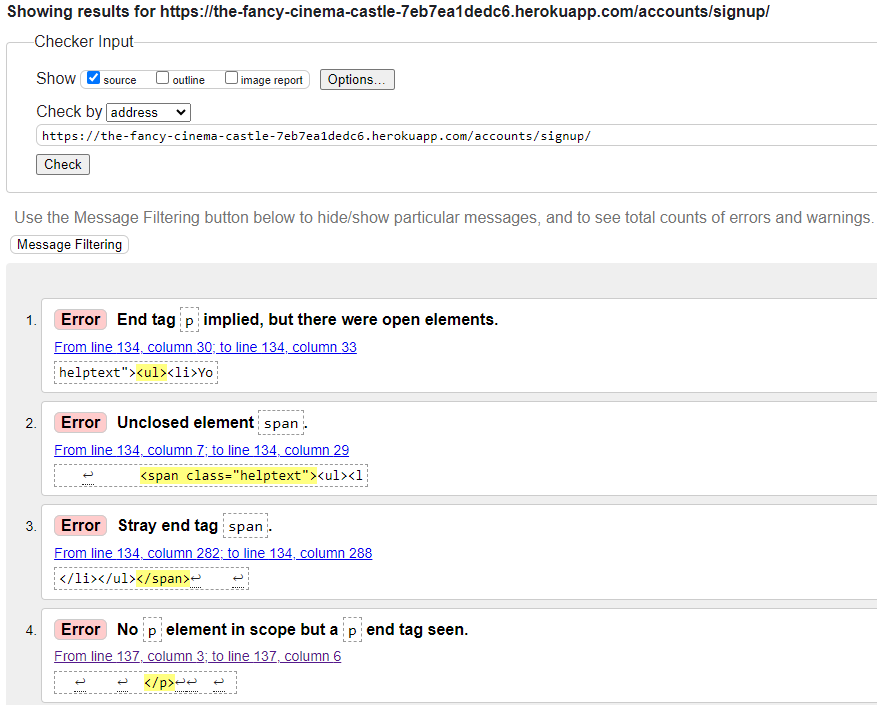 Showing results for https://the-fancy-cinema-castle-7eb7ea1dedc6.herokuapp.com/accounts/signup/
Checker Input
Show source outline image report Options...
Check by address
https://the-fancy-cinema-castle-7eb7ea1dedc6.herokuapp.com/accounts/signup/
Check
Use the Message Filtering button below to hide/show particular messages, and to see total counts of errors and warnings.
Message Filtering
1. Error End tag p implied, but there were open elements.
From line 134, column 30; to line 134, column 33
helptext"><ul><li>Yo
2. Error Unclosed element span.
From line 134, column 7; to line 134, column 29
↩ <span class="helptext"><ul><l
3. Error Stray end tag span.
From line 134, column 282; to line 134, column 288
</li></ul></span>↩ ↩
4. Error No p element in scope but a p end tag seen.
From line 137, column 3; to line 137, column 6
↩ ↩ </p>↩↩ ↩